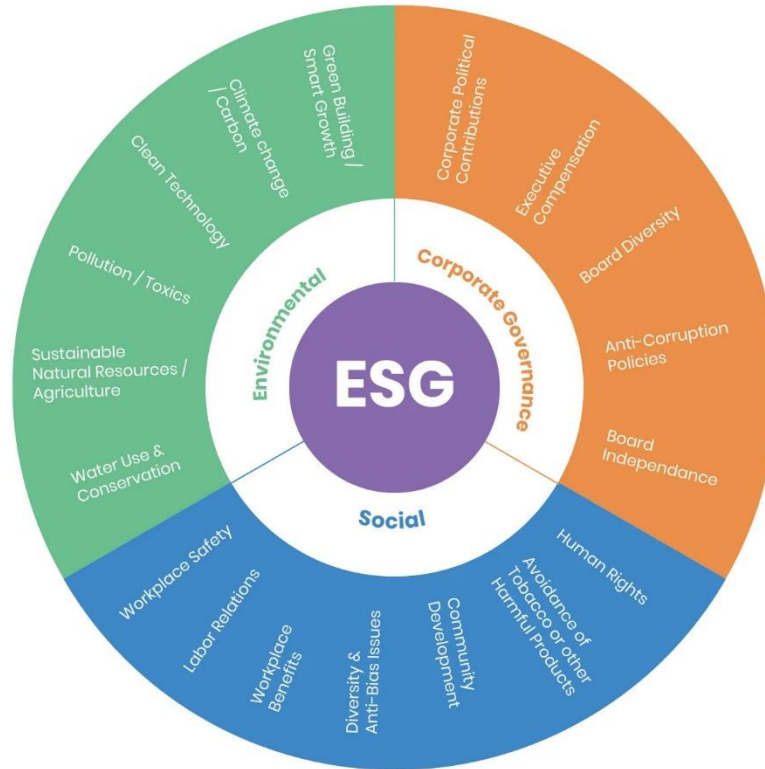 ESG
Environmental
Corporate Governance
Social
Green Building /
Smart Growth
Climate change
/ Carbon
Clean Technology
Pollution / Toxics
Sustainable
Natural Resources /
Agriculture
Water Use &
Conservation
Corporate Political
Contributions
Executive
Compensation
Board Diversity
Anti-Corruption
Policies
Board
Independance
Human Rights
Avoidance of
Tobacco or other
Harmful Products
Community
Development
Diversity &
Anti-Bias Issues
Workplace
Benefits
Labor Relations
Workplace Safety